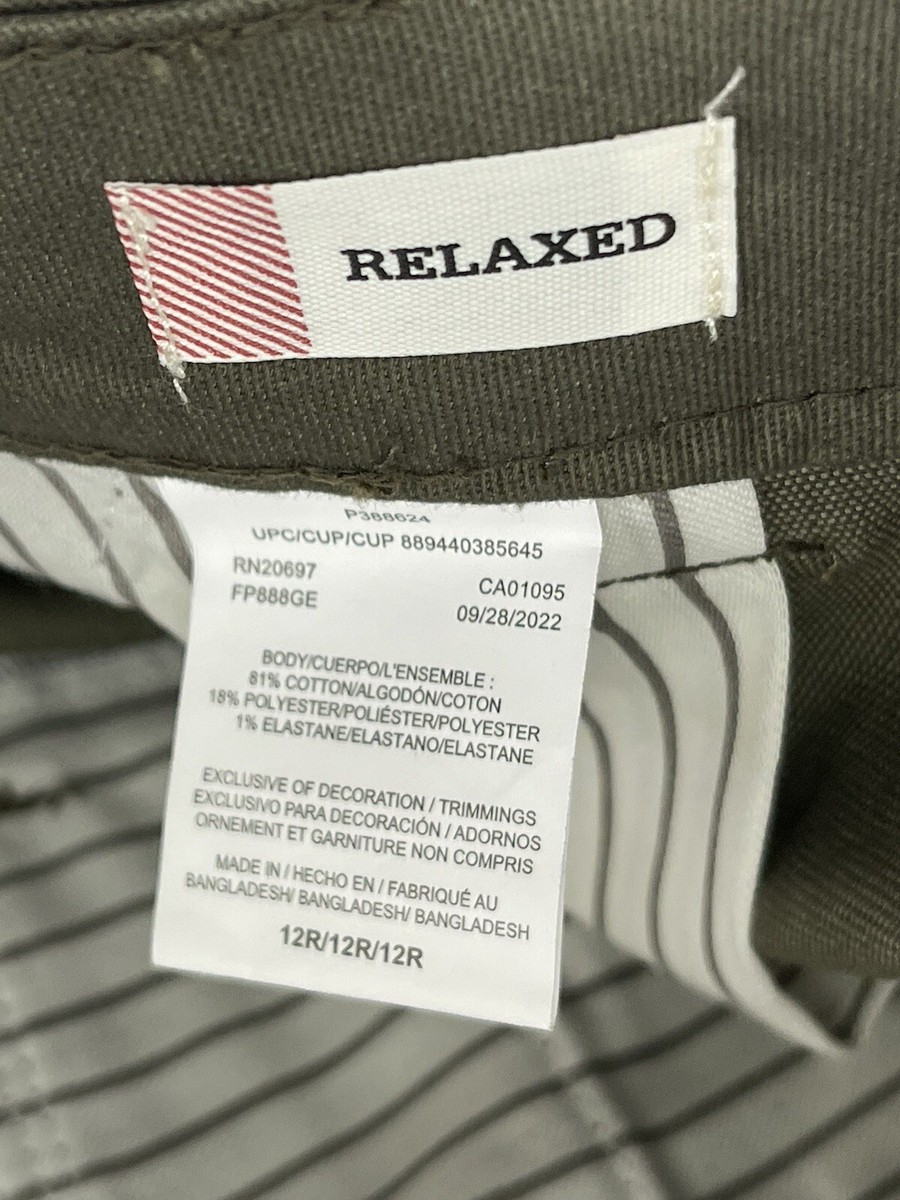 RELAXED
P388624
UPC/CUP/CUP 889440385645
RN20697 CA01095
FP888GE 09/28/2022
BODY/CUERPO/L'ENSEMBLE :
81% COTTON/ALGODÓN/COTON
18% POLYESTER/POLIÉSTER/POLYESTER
1% ELASTANE/ELASTANO/ELASTANE
EXCLUSIVE OF DECORATION / TRIMMINGS
EXCLUSIVO PARA DECORACIÓN / ADORNOS
ORNEMENT ET GARNITURE NON COMPRIS
MADE IN / HECHO EN / FABRIQUÉ AU
BANGLADESH/ BANGLADESH/ BANGLADESH
12R/12R/12R